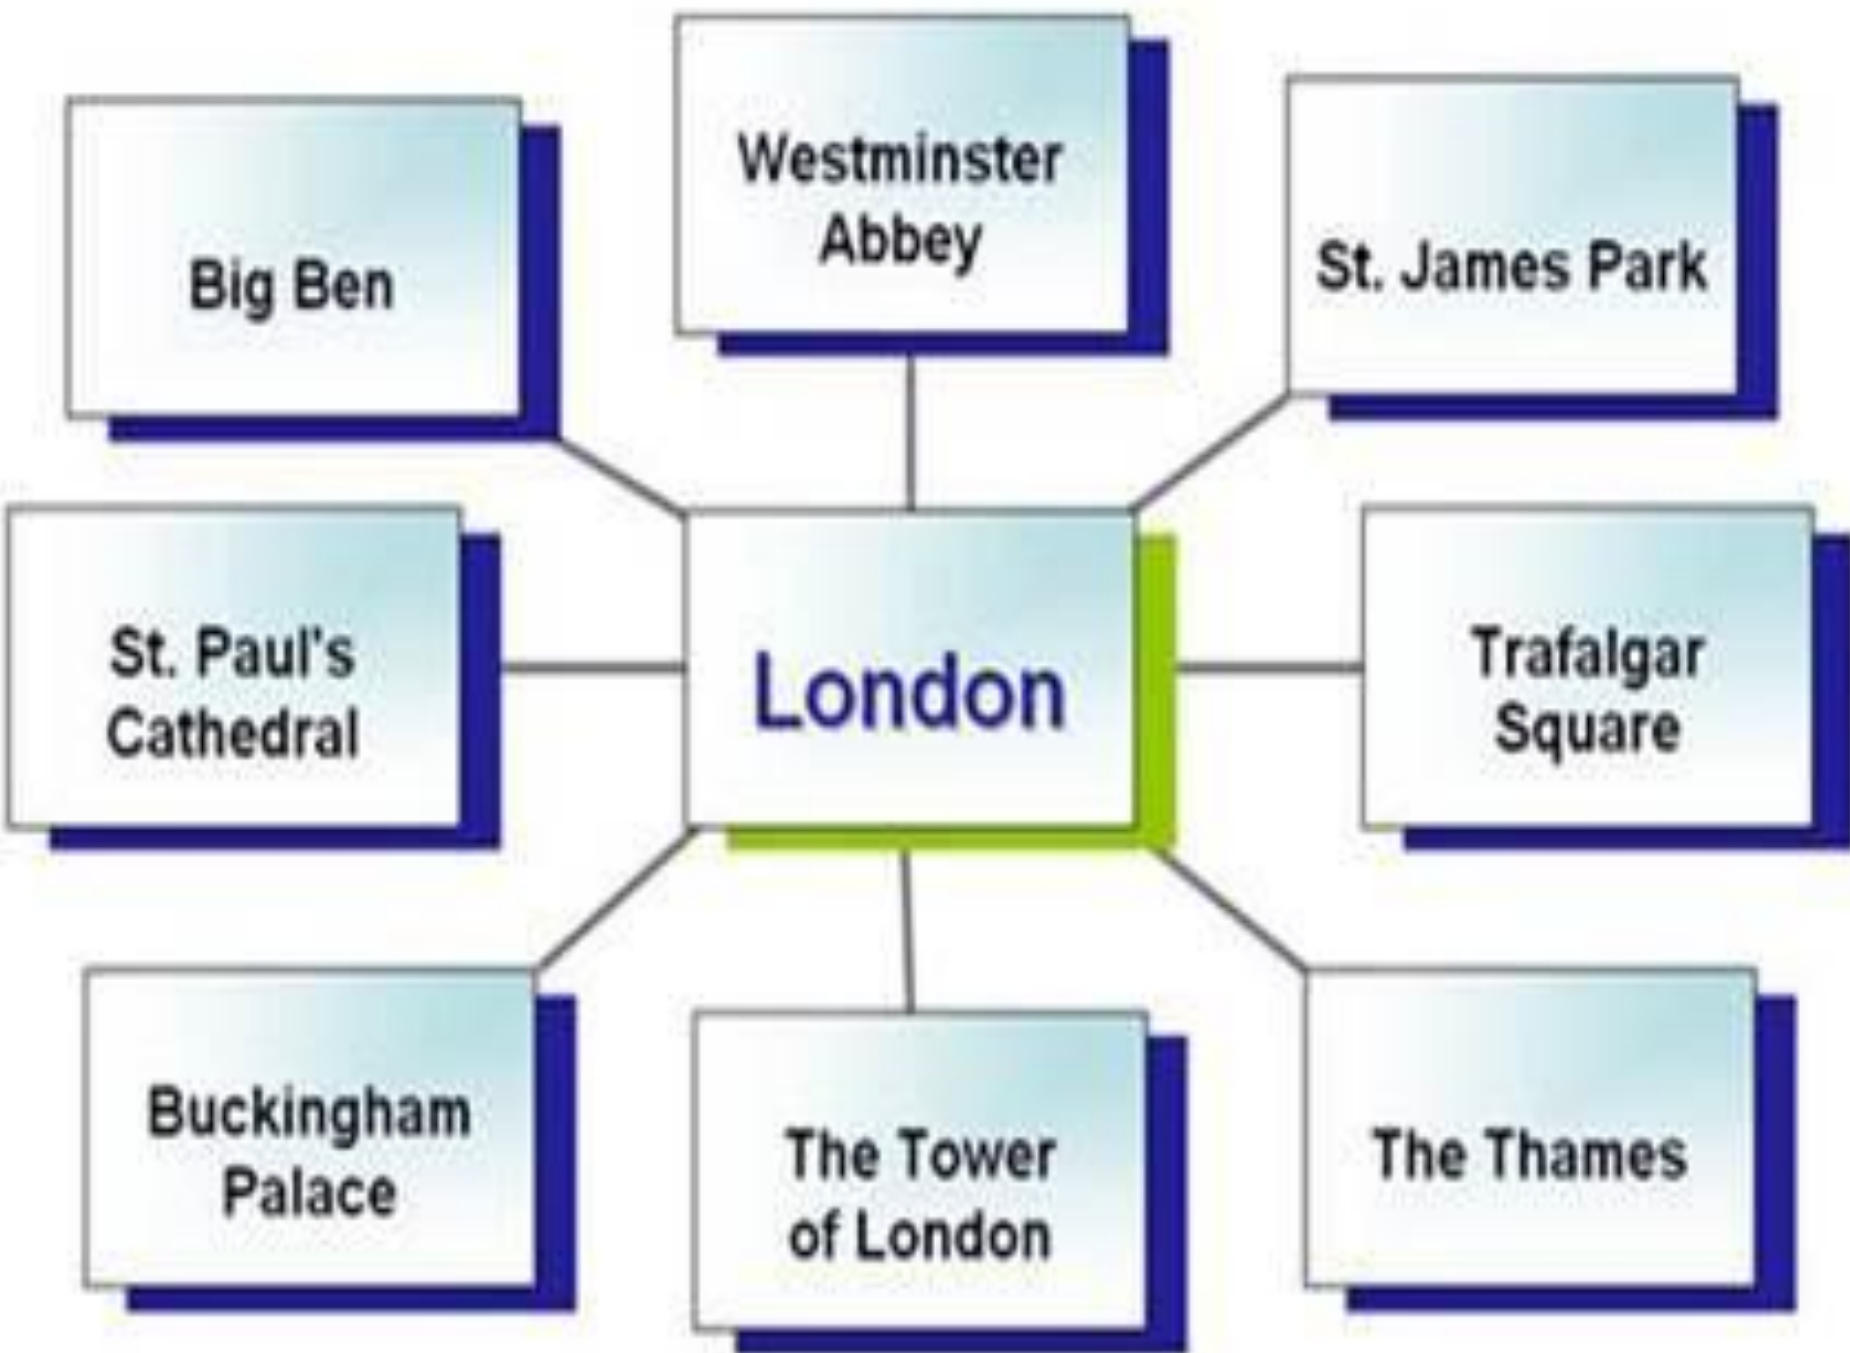 Big Ben
Westminster
Abbey
St. James Park
St. Paul's
Cathedral
London
Trafalgar
Square
Buckingham
Palace
The Tower
of London
The Thames